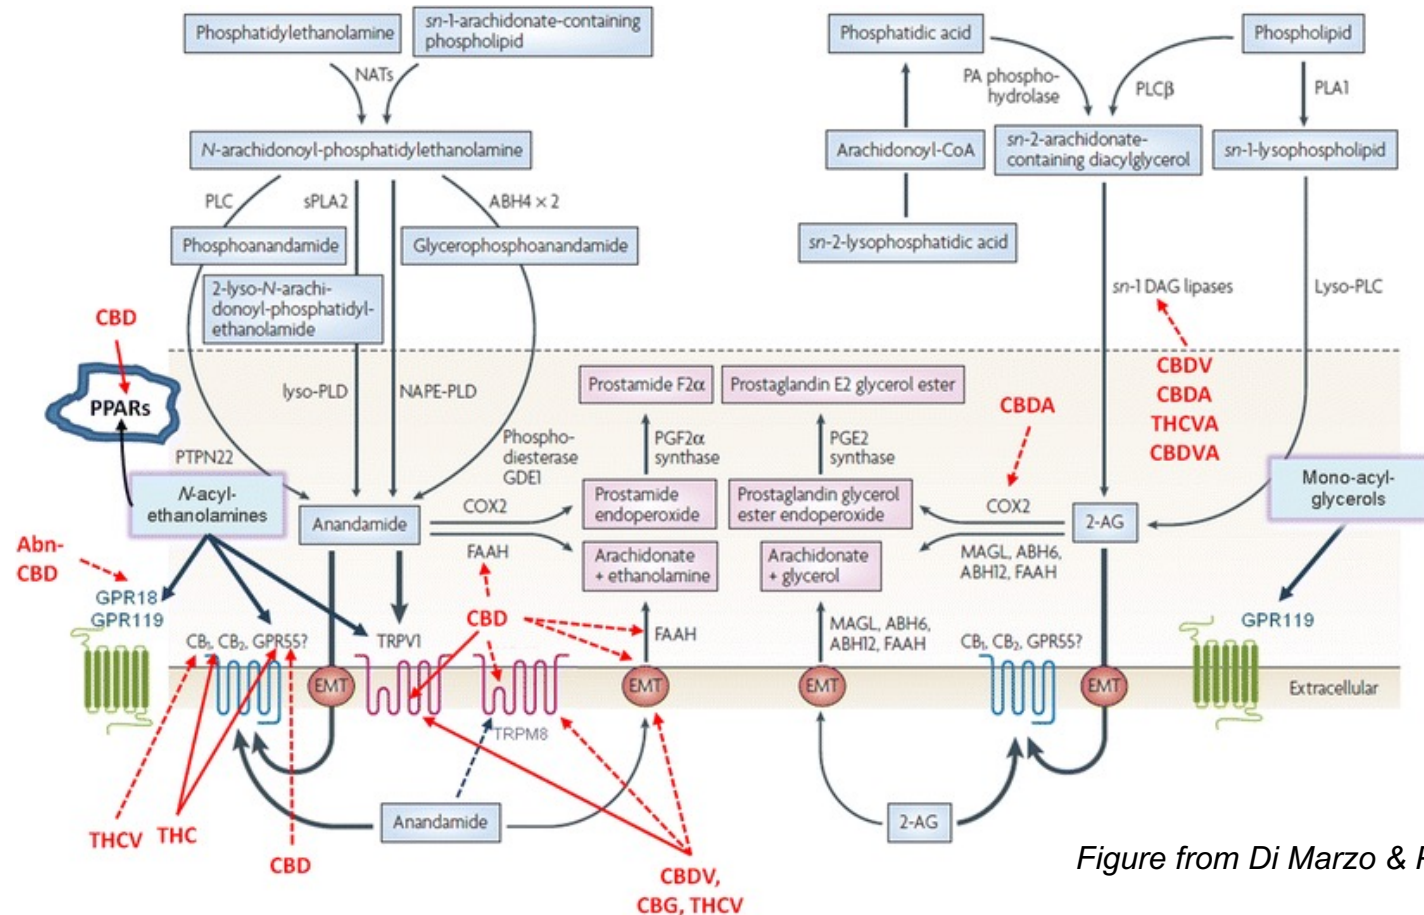 Phosphatidylethanolamine
sn-1-arachidonate-containing
phospholipid
NATs
N-arachidonoyl-phosphatidylethanolamine
PLC
sPLA2
ABH4 × 2
Phosphoanandamide
Glycerophosphoanandamide
2-lyso-N-arachi-
donoyl-phosphatidyl-
ethanolamide
lyso-PLD
NAPE-PLD
Phospho-
diesterase
GDE1
PTPN22
CBD
PPARs
N-acyl-
ethanolamines
Anandamide
COX2
FAAH
Prostamide F2α
PGF2α
synthase
Prostamide
endoperoxide
Arachidonate
+ ethanolamine
FAAH
Phosphatidic acid
Phospholipid
PA phospho-
hydrolase
PLCβ
PLA1
Arachidonoyl-CoA
sn-2-arachidonate-
containing diacylglycerol
sn-1-lysophospholipid
sn-2-lysophosphatidic acid
sn-1 DAG lipases
Lyso-PLC
CBDV
CBDA
THCVA
CBDVA
Prostaglandin E2 glycerol ester
PGE2
synthase
CBDA
Prostaglandin glycerol
ester endoperoxide
COX2
2-AG
Arachidonate
+ glycerol
MAGL, ABH6,
ABH12, FAAH
MAGL, ABH6,
ABH12, FAAH
Mono-acyl-
glycerols
GPR119
Abn-
CBD
GPR18
GPR119
CB1, CB2, GPR55?
TRPV1
CBD
CB1, CB2, GPR55?
EMT
EMT
EMT
EMT
Extracellular
TRPM8
Anandamide
2-AG
THCV
THC
CBD
CBDV,
CBG, THCV
Figure from Di Marzo &